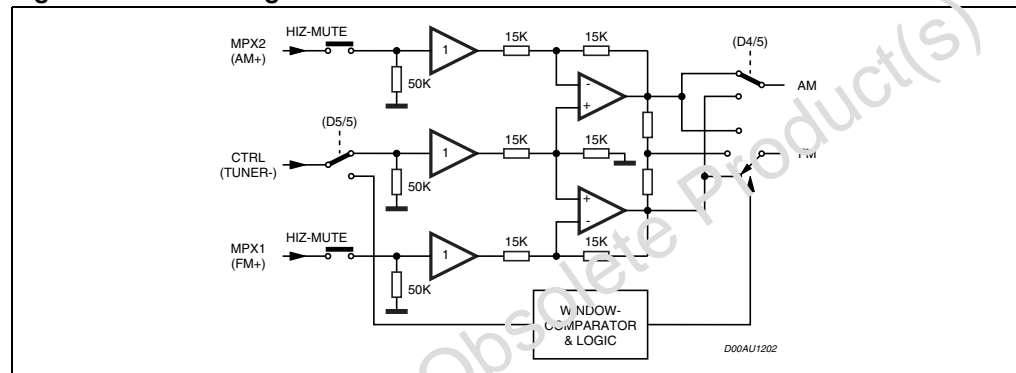 HIZ-MUTE
MPX2
(AM+)
1
15K
15K
50K
(D4/5)
AM
(D5/5)
CTRL
(TUNER-)
1
15K
15K
50K
-
+
+
-
MPX1
(FM+)
HIZ-MUTE
1
15K
15K
50K
WINDOW-
COMPARATOR
& LOGIC
D00AU1202
Obsolete Product(s)